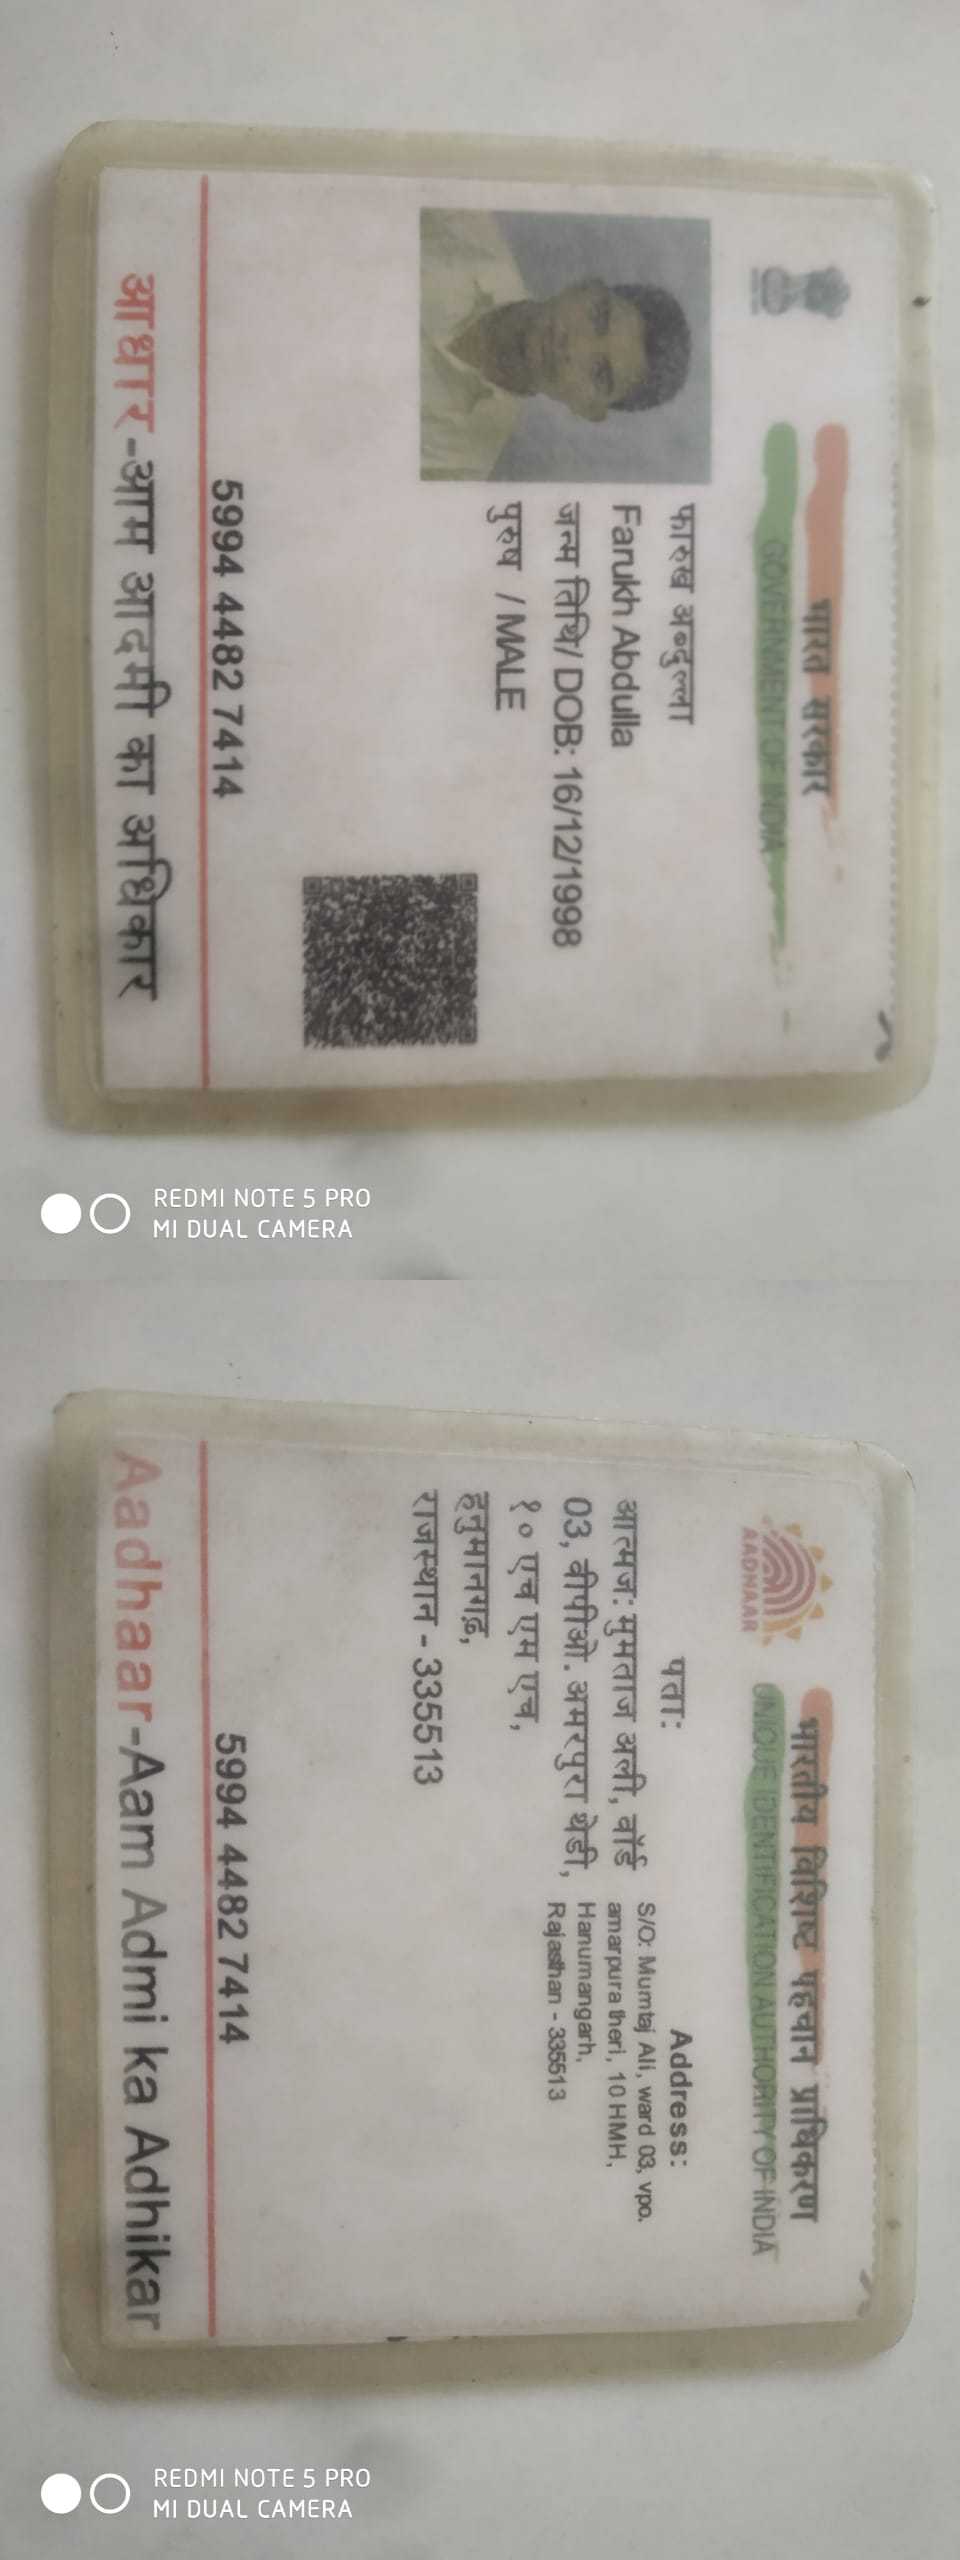 भारत सरकार
GOVERNMENT OF INDIA
फारुख अब्दुल्ला
Farukh Abdulla
जन्म तिथि/ DOB: 16/12/1998
पुरुष / MALE
5994 4482 7414
आधार-आम आदमी का अधिकार
REDMI NOTE 5 PRO
MI DUAL CAMERA
भारतीय विशिष्ट पहचान प्राधिकरण
UNIQUE IDENTIFICATION AUTHORITY OF INDIA
AADHAAR
पता:
आत्मज: मुमताज अली, वॉर्ड
03, वीपीओ. अमरपुरा थेडी,
१० एच एम एच,
हनुमानगढ़,
राजस्थान - 335513
Address:
S/O: Mumtaj Ali, ward 03, vpo.
amarpura theri, 10 HMH,
Hanumangarh,
Rajasthan - 335513
5994 4482 7414
Aadhaar-Aam Admi ka Adhikar
REDMI NOTE 5 PRO
MI DUAL CAMERA